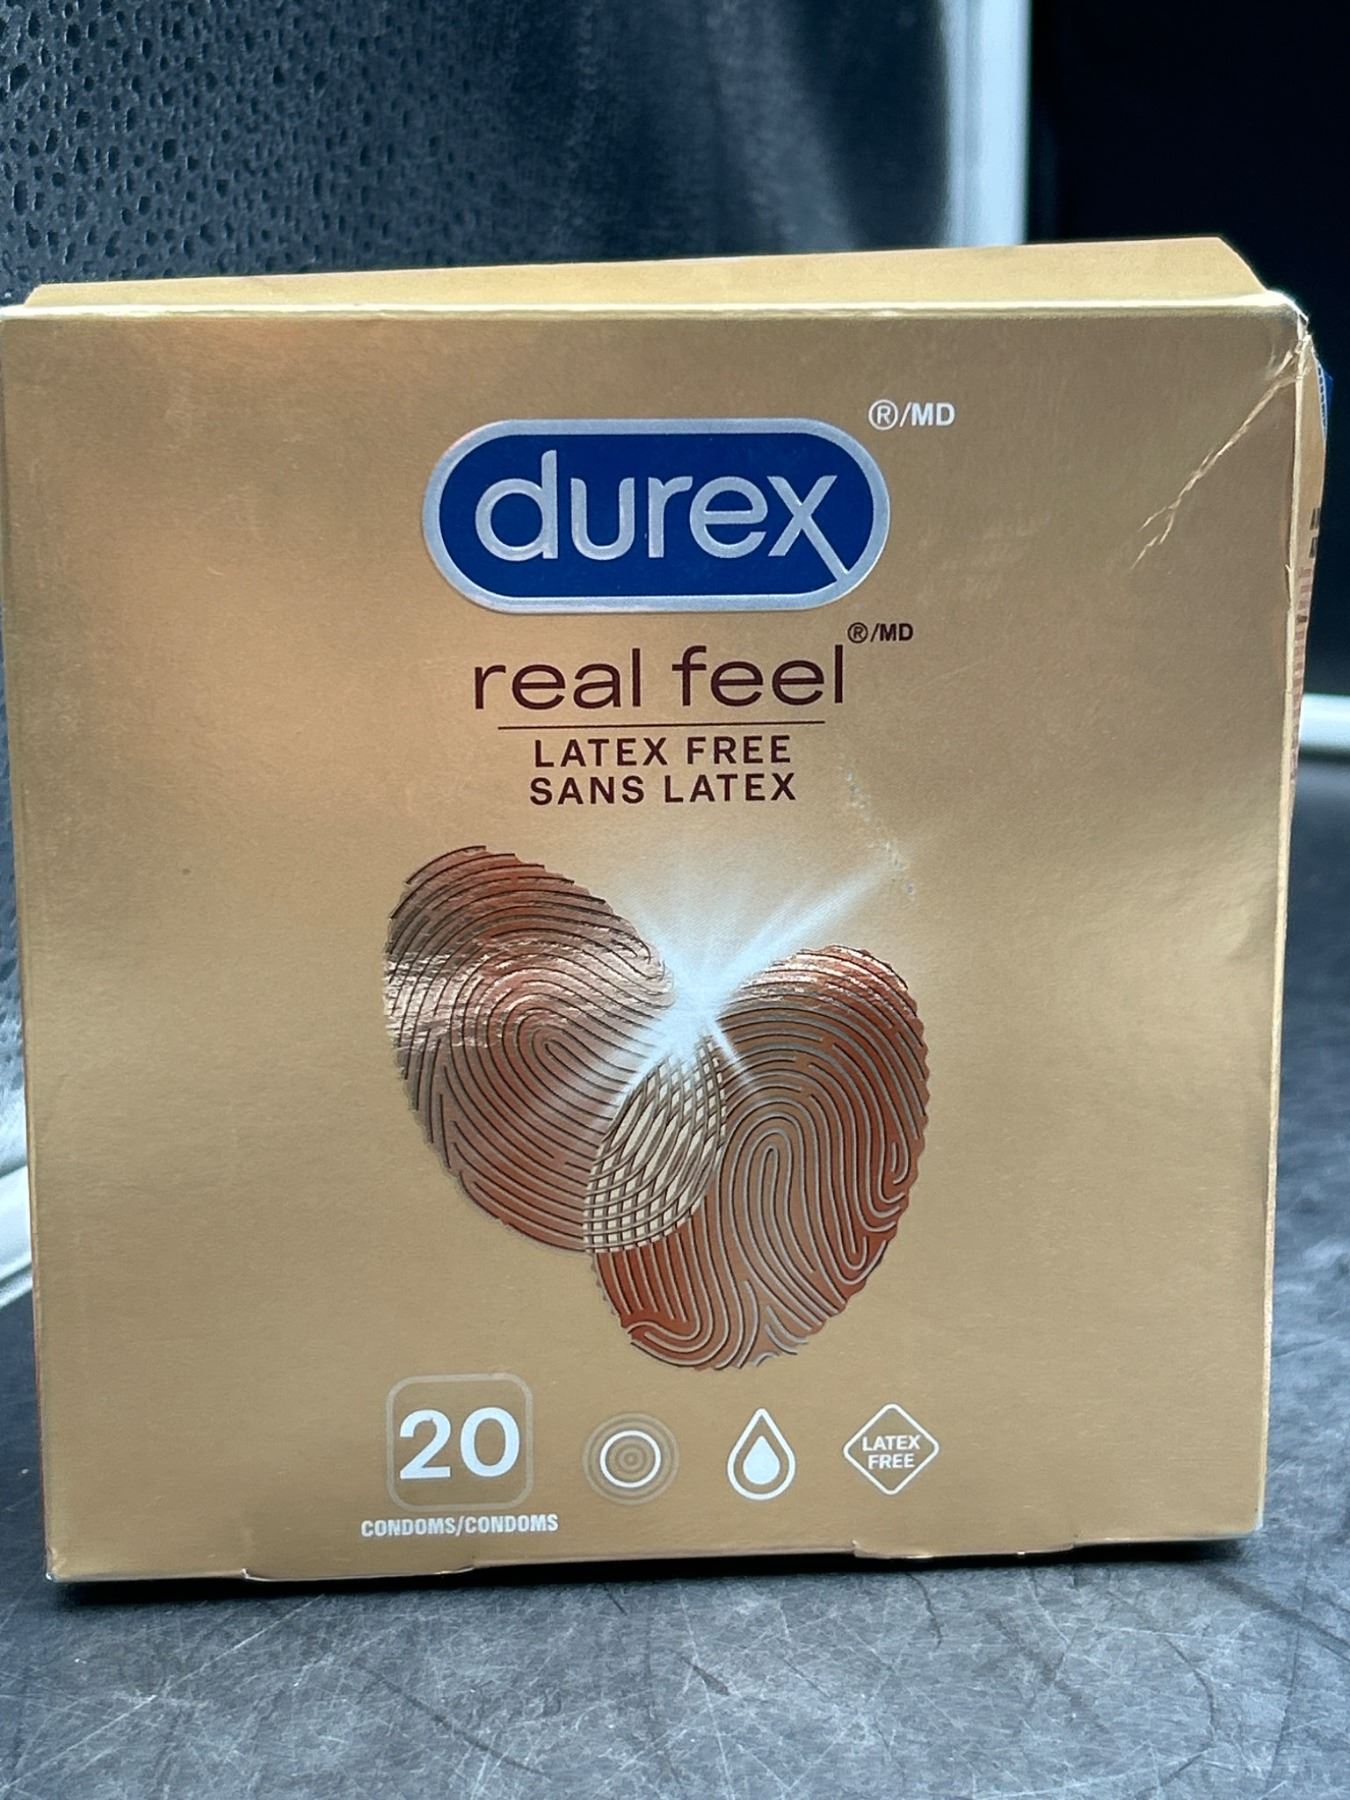 ®/MD
durex
®/MD
real feel
LATEX FREE
SANS LATEX
20
LATEX
FREE
CONDOMS/CONDOMS